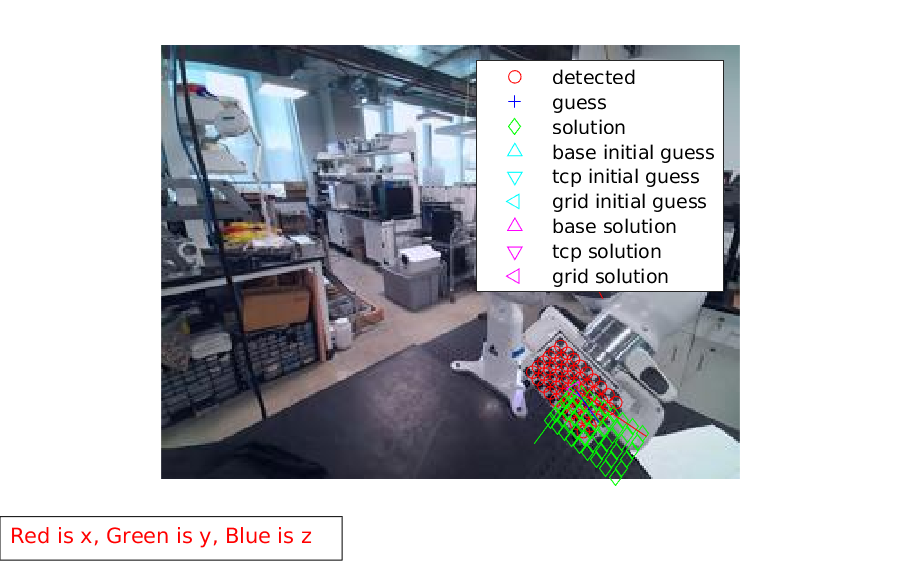 detected
guess
solution
base initial guess
tcp initial guess
grid initial guess
base solution
tcp solution
grid solution
Red is x, Green is y, Blue is z